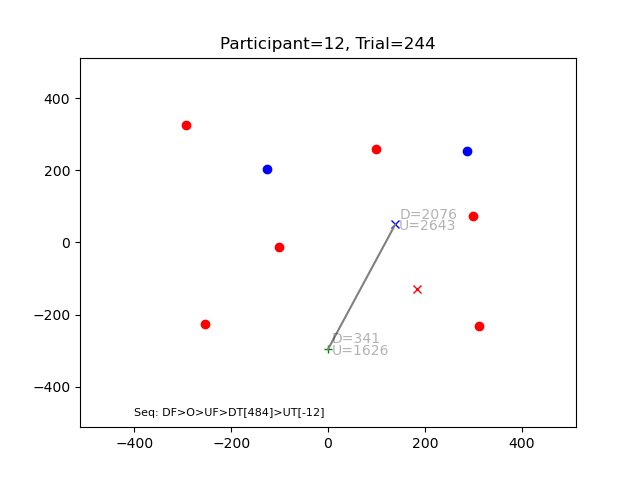 Participant=12, Trial=244
400
200
0
−200
−400
D=2076
U=2643
D=341
U=1626
Seq: DF>O>UF>DT[484]>UT[-12]
−400
−200
0
200
400